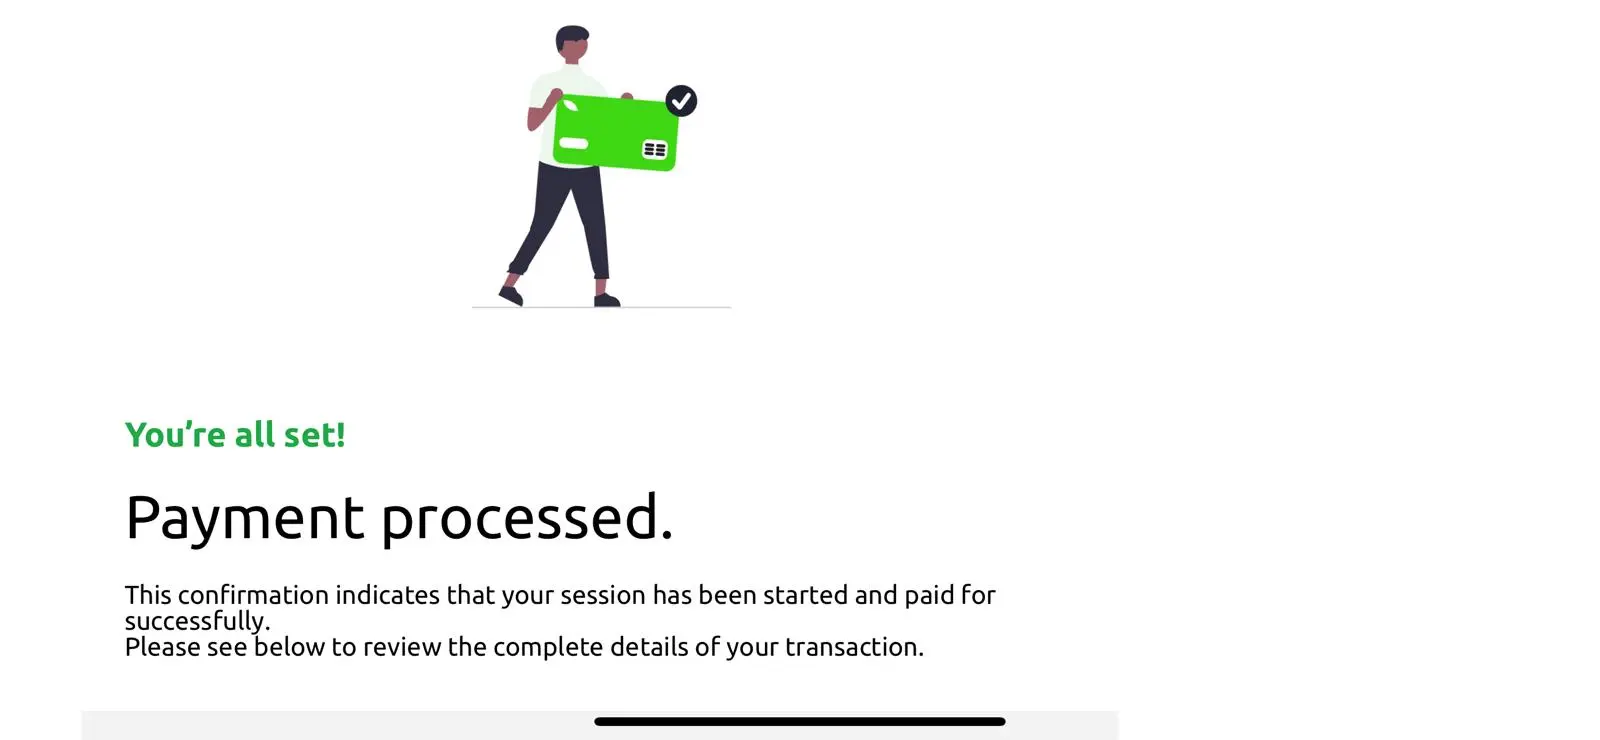 You’re all set!
Payment processed.
This confirmation indicates that your session has been started and paid for
successfully.
Please see below to review the complete details of your transaction.